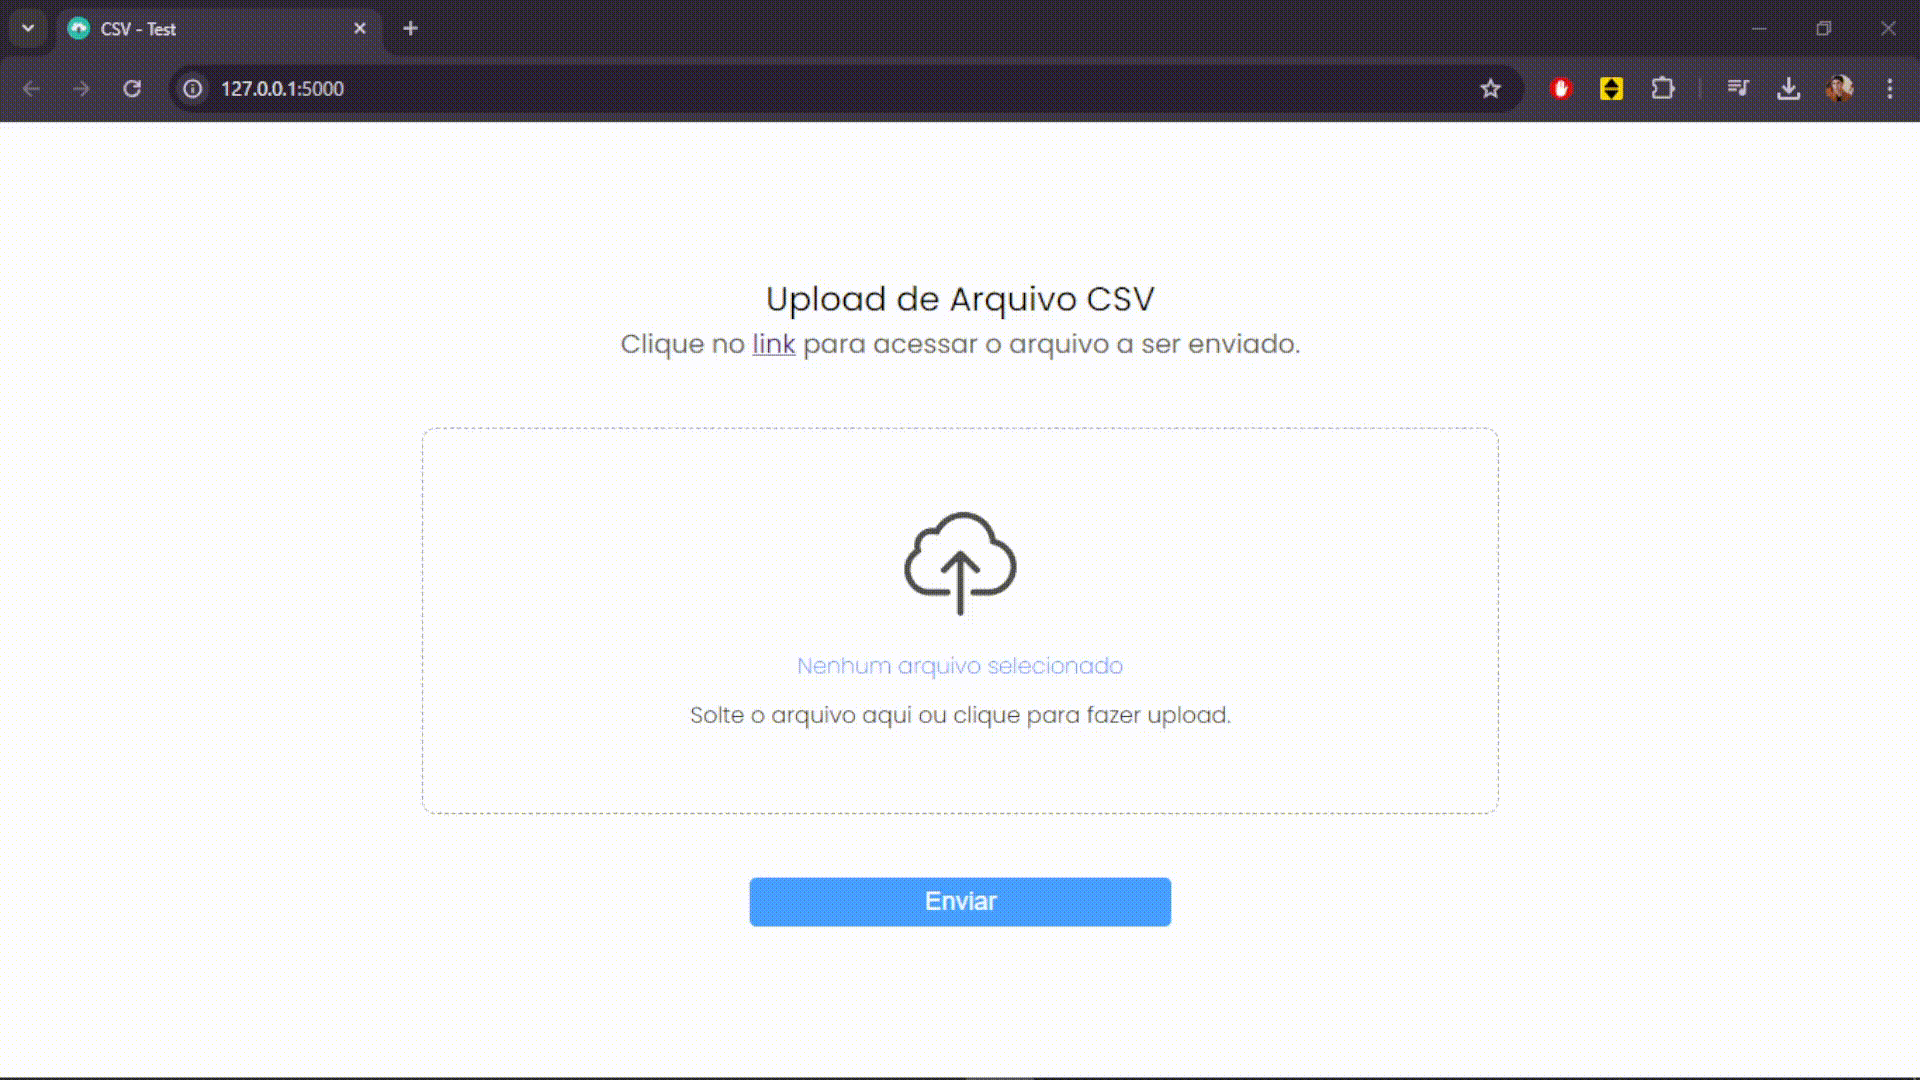 CSV - Test
127.0.0.1:5000
Upload de Arquivo CSV
Clique no link para acessar o arquivo a ser enviado.
Nenhum arquivo selecionado
Solte o arquivo aqui ou clique para fazer upload.
Enviar